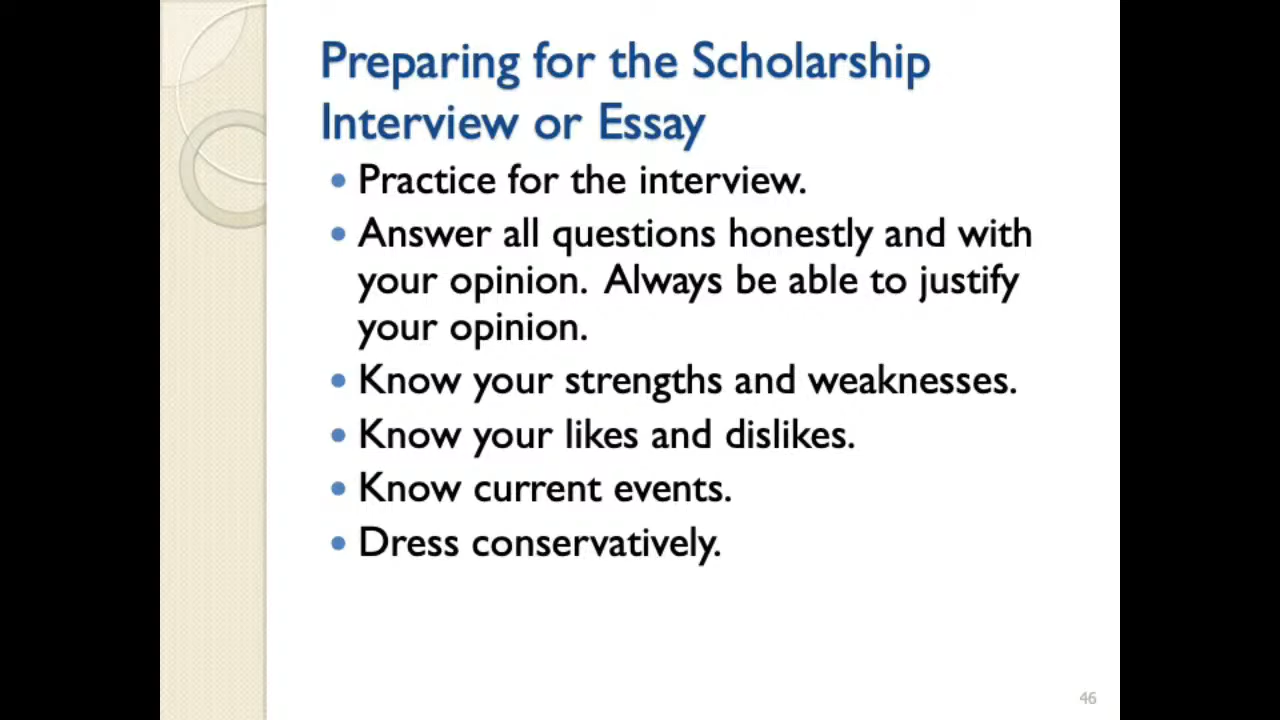 Preparing for the Scholarship
Interview or Essay
• Practice for the interview.
• Answer all questions honestly and with
your opinion.  Always be able to justify
your opinion.
• Know your strengths and weaknesses.
• Know your likes and dislikes.
• Know current events.
• Dress conservatively.
46